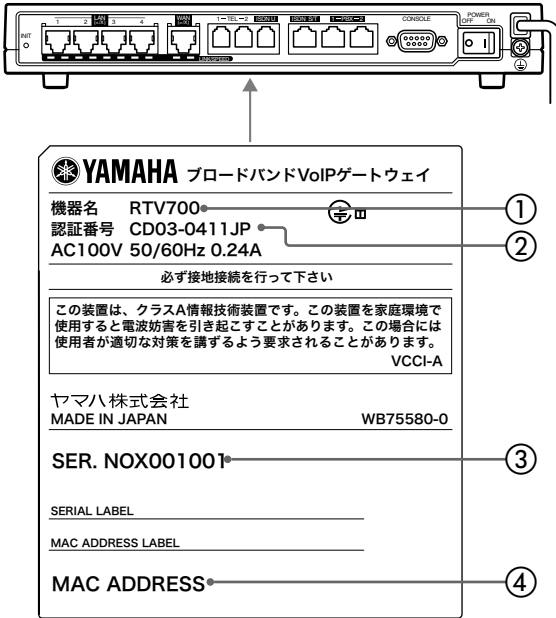 INIT
1 2 LAN 3 4
WAN
LINK/SPEED
1-TEL-2 ISDN U
ISDN S/T 1-PBX-2
CONSOLE
POWER
OFF ON
YAMAHA ブロードバンドVoIPゲートウェイ
機器名 RTV700 ①
認証番号 CD03-0411JP ②
AC100V 50/60Hz 0.24A
必ず接地接続を行って下さい
この装置は、クラスA情報技術装置です。この装置を家庭環境で
使用すると電波妨害を引き起こすことがあります。この場合には
使用者が適切な対策を講ずるよう要求されることがあります。
VCCI-A
ヤマハ株式会社
MADE IN JAPAN WB75580-0
SER. NOX001001 ③
SERIAL LABEL
MAC ADDRESS LABEL
MAC ADDRESS ④